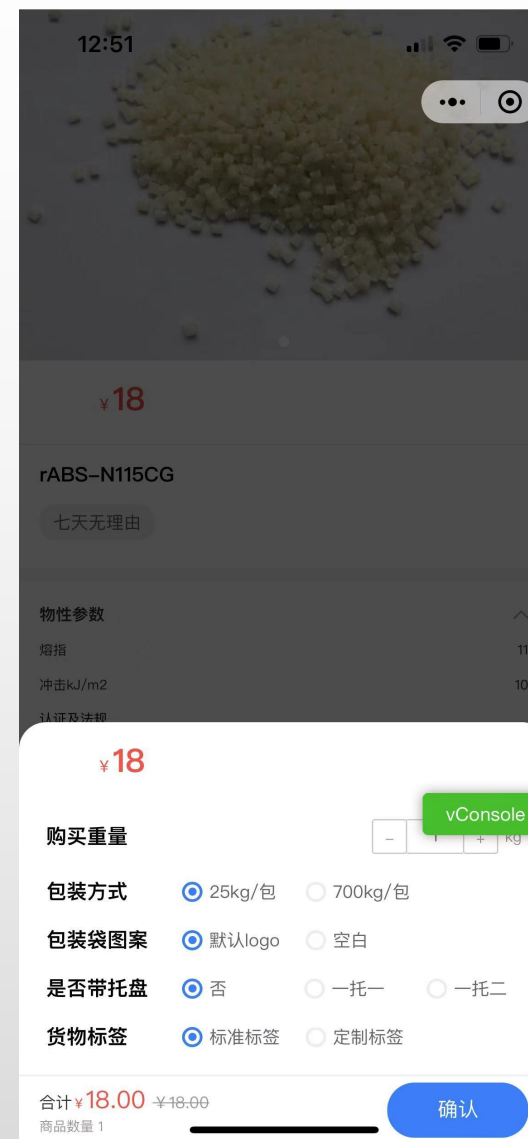 12:51
¥18
rABS-N115CG
七天无理由
物性参数
熔指 11
冲击kJ/m2 10
认证及法规
¥18
vConsole
购买重量 - 1 + kg
包装方式 25kg/包 700kg/包
包装袋图案 默认logo 空白
是否带托盘 否 一托一 一托二
货物标签 标准标签 定制标签
合计¥18.00 ¥18.00
商品数量 1
确认